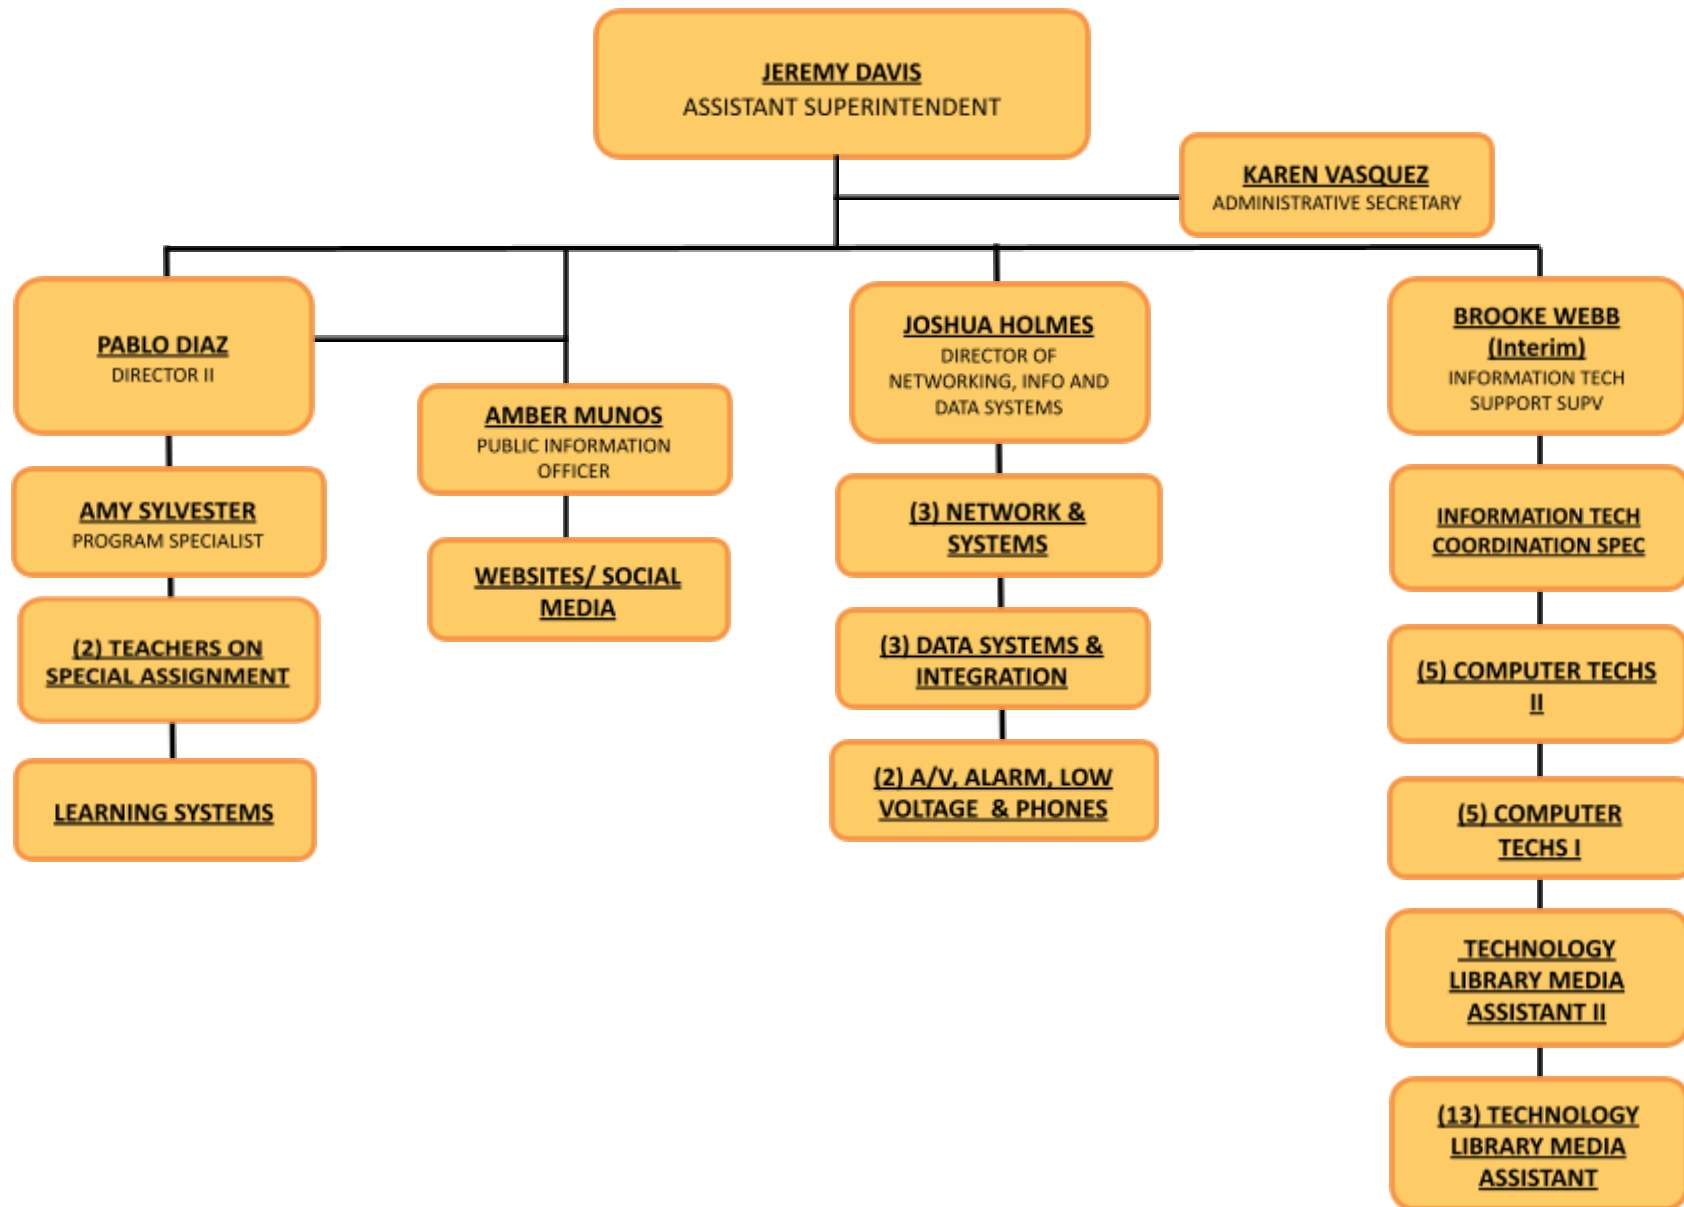 JEREMY DAVIS
ASSISTANT SUPERINTENDENT
KAREN VASQUEZ
ADMINISTRATIVE SECRETARY
PABLO DIAZ
DIRECTOR II
AMY SYLVESTER
PROGRAM SPECIALIST
(2) TEACHERS ON
SPECIAL ASSIGNMENT
LEARNING SYSTEMS
AMBER MUNOS
PUBLIC INFORMATION
OFFICER
WEBSITES/ SOCIAL
MEDIA
JOSHUA HOLMES
DIRECTOR OF
NETWORKING, INFO AND
DATA SYSTEMS
(3) NETWORK &
SYSTEMS
(3) DATA SYSTEMS &
INTEGRATION
(2) A/V, ALARM, LOW
VOLTAGE & PHONES
BROOKE WEBB
(Interim)
INFORMATION TECH
SUPPORT SUPV
INFORMATION TECH
COORDINATION SPEC
(5) COMPUTER TECHS
II
(5) COMPUTER
TECHS I
TECHNOLOGY
LIBRARY MEDIA
ASSISTANT II
(13) TECHNOLOGY
LIBRARY MEDIA
ASSISTANT